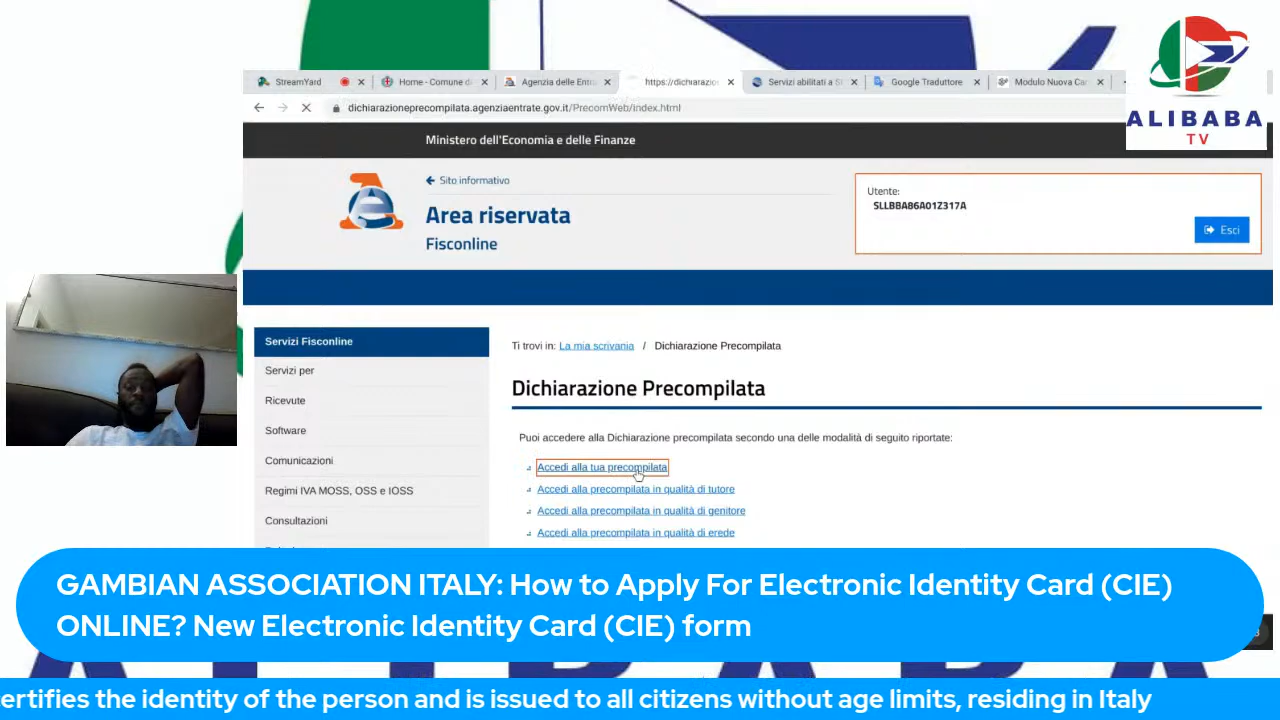 StreamYard
Home - Comune d
Agenzia delle Entra
https://dichiarazio
Servizi abilitati a S
Google Traduttore
Modulo Nuova Ca
dichiarazioneprecompilata.agenziaentrate.gov.it/PrecomWeb/index.html
ALIBABA
TV
Ministero dell'Economia e delle Finanze
Sito informativo
Area riservata
Fisconline
Utente:
SLLBBA86A01Z317A
Esci
Servizi Fisconline
Servizi per
Ricevute
Software
Comunicazioni
Regimi IVA MOSS, OSS e IOSS
Consultazioni
Ti trovi in: La mia scrivania / Dichiarazione Precompilata
Dichiarazione Precompilata
Puoi accedere alla Dichiarazione precompilata secondo una delle modalità di seguito riportate:
Accedi alla tua precompilata
Accedi alla precompilata in qualità di tutore
Accedi alla precompilata in qualità di genitore
Accedi alla precompilata in qualità di erede
GAMBIAN ASSOCIATION ITALY: How to Apply For Electronic Identity Card (CIE)
ONLINE? New Electronic Identity Card (CIE) form
ertifies the identity of the person and is issued to all citizens without age limits, residing in Italy